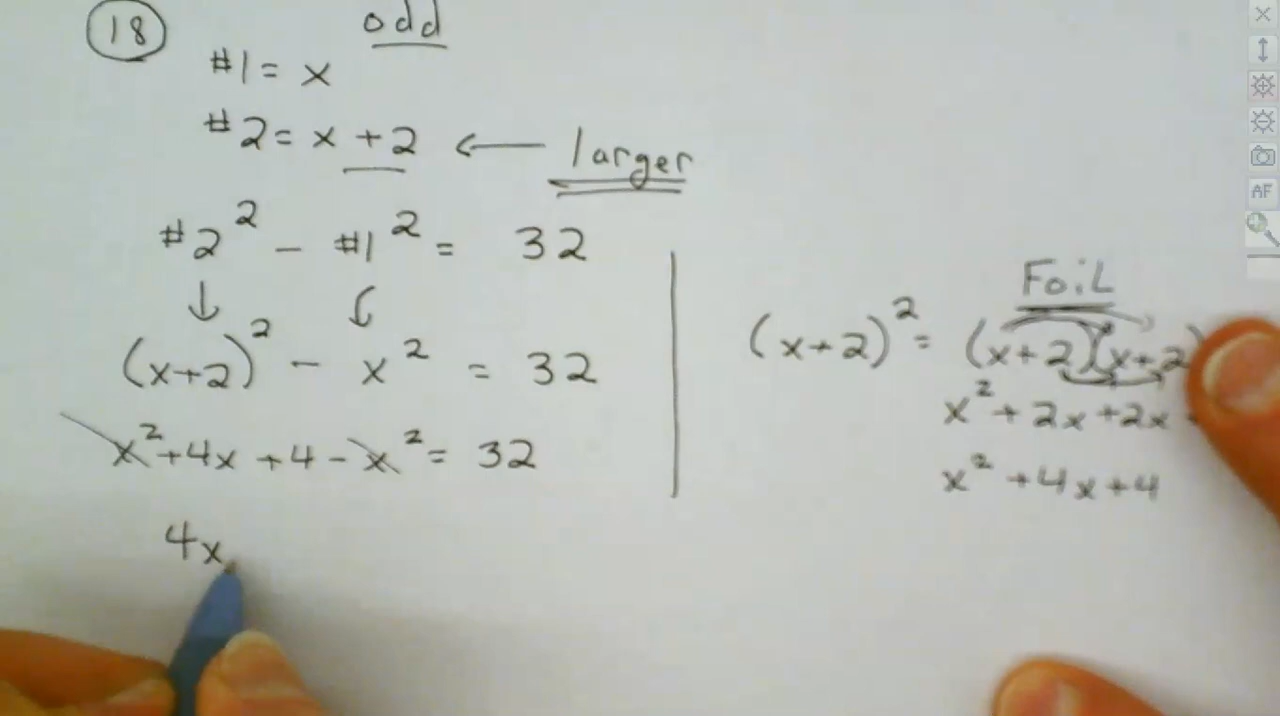 18
odd
#1 = x
#2 = x + 2 ← larger
#2² - #1² = 32
↓ ↓
(x+2)² - x² = 32
x² + 4x + 4 - x² = 32
4x
FOIL
(x+2)² = (x+2)(x+2)
x² + 2x + 2x
x² + 4x + 4
AF